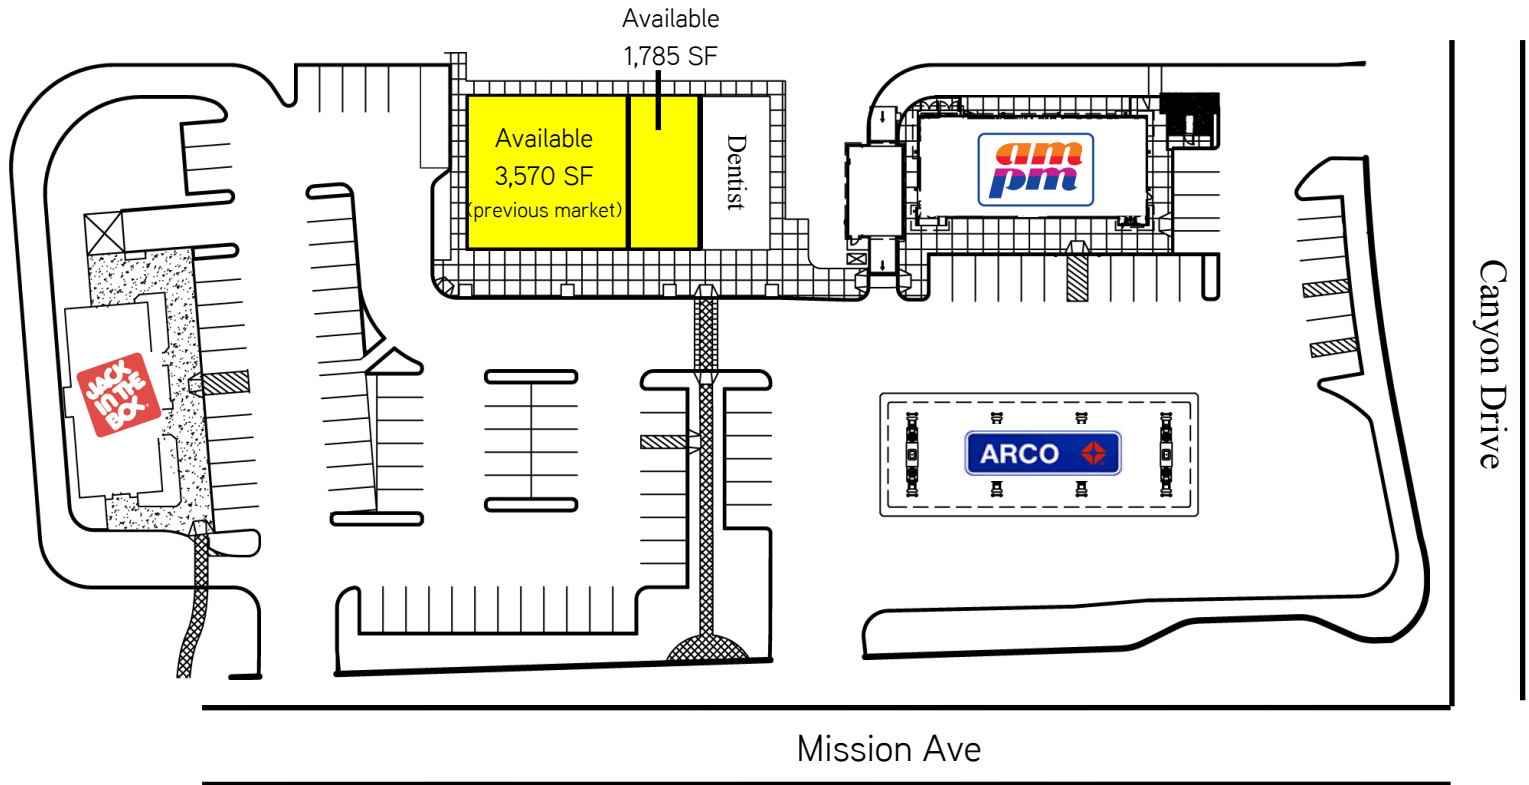 Available
1,785 SF
Available
3,570 SF
(previous market)
Dentist
am
pm
JACK
IN THE
BOX
ARCO
Canyon Drive
Mission Ave